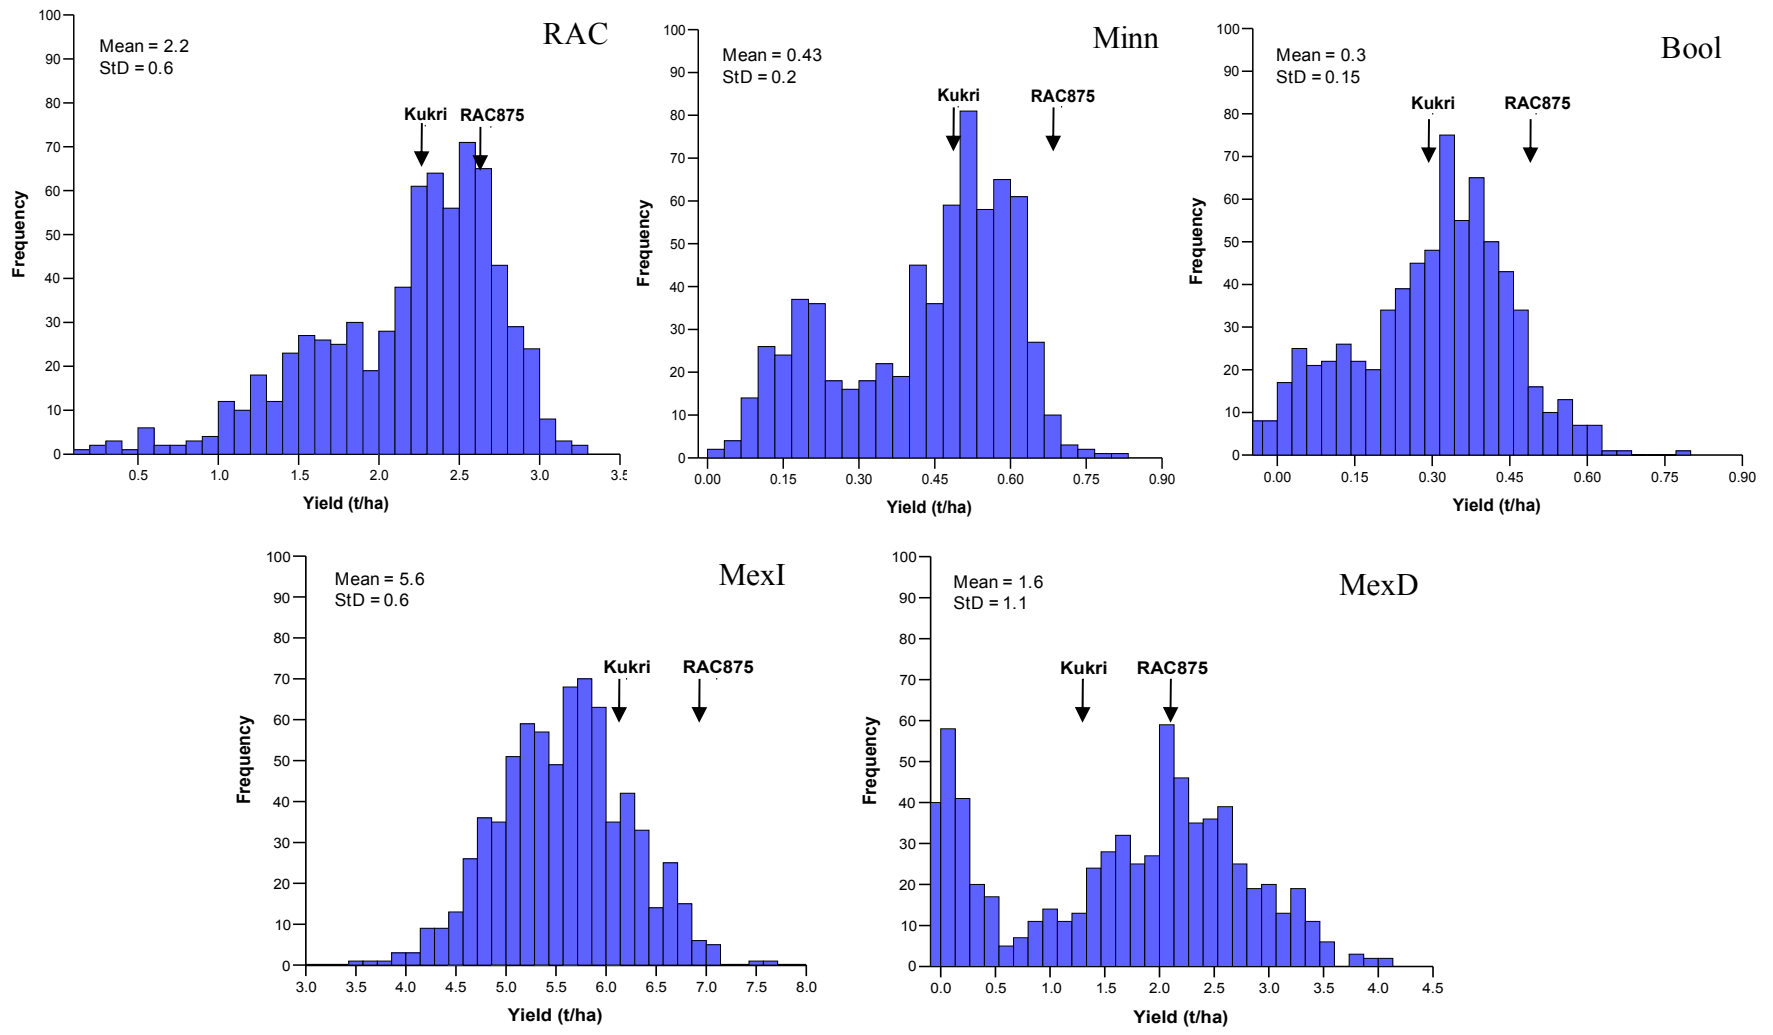 RAC
Mean = 2.2
StD = 0.6
Kukri RAC875
100
90
80
70
60
50
40
30
20
10
0
Frequency
0.5 1.0 1.5 2.0 2.5 3.0 3.5
Yield (t/ha)
Minn
Mean = 0.43
StD = 0.2
Kukri RAC875
100
90
80
70
60
50
40
30
20
10
0
Frequency
0.00 0.15 0.30 0.45 0.60 0.75 0.90
Yield (t/ha)
Bool
Mean = 0.3
StD = 0.15
Kukri RAC875
100
90
80
70
60
50
40
30
20
10
0
Frequency
0.00 0.15 0.30 0.45 0.60 0.75 0.90
Yield (t/ha)
MexI
Mean = 5.6
StD = 0.6
Kukri RAC875
100
90
80
70
60
50
40
30
20
10
0
Frequency
3.0 3.5 4.0 4.5 5.0 5.5 6.0 6.5 7.0 7.5 8.0
Yield (t/ha)
MexD
Mean = 1.6
StD = 1.1
Kukri RAC875
100
90
80
70
60
50
40
30
20
10
0
Frequency
0.0 0.5 1.0 1.5 2.0 2.5 3.0 3.5 4.0 4.5
Yield (t/ha)